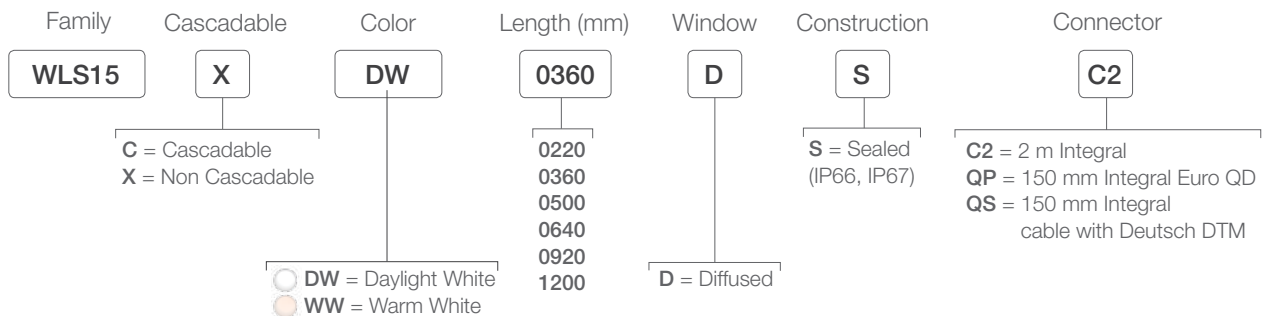 Family Cascadable Color Length (mm) Window Construction Connector
WLS15 X DW 0360 D S C2
C = Cascadable
X = Non Cascadable
DW = Daylight White
WW = Warm White
0220
0360
0500
0640
0920
1200
D = Diffused
S = Sealed
(IP66, IP67)
C2 = 2 m Integral
QP = 150 mm Integral Euro QD
QS = 150 mm Integral
cable with Deutsch DTM